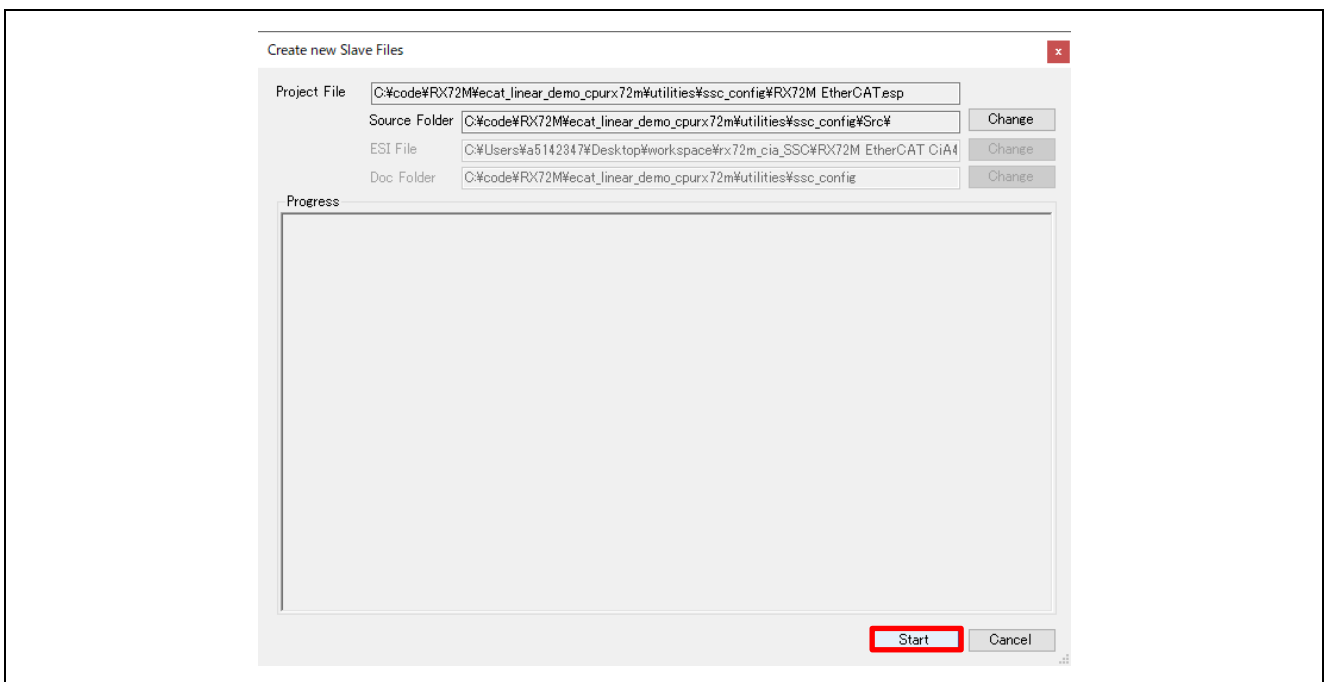 Create new Slave Files
x
Project File C:¥code¥RX72M¥ecat_linear_demo_cpurx72m¥utilities¥ssc_config¥RX72M EtherCAT.esp
Source Folder C:¥code¥RX72M¥ecat_linear_demo_cpurx72m¥utilities¥ssc_config¥Src¥ Change
ESI File C:¥Users¥a5142347¥Desktop¥workspace¥rx72m_cia_SSC¥RX72M EtherCAT CiA4 Change
Doc Folder C:¥code¥RX72M¥ecat_linear_demo_cpurx72m¥utilities¥ssc_config Change
Progress
Start Cancel